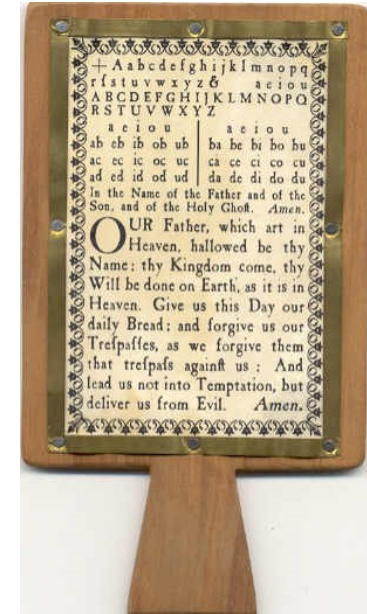 + A a b c d e f g h i j k l m n o p q
r ſ s t u v w x y z & a e i o u
A B C D E F G H I J K L M N O P Q
R S T U V W X Y Z
a e i o u a e i o u
ab eb ib ob ub ba be bi bo bu
ac ec ic oc uc ca ce ci co cu
ad ed id od ud da de di do du
In the Name of the Father and of the
Son, and of the Holy Ghoſt. Amen.
OUR Father, which art in
Heaven, hallowed be thy
Name; thy Kingdom come, thy
Will be done on Earth, as it is in
Heaven. Give us this Day our
daily Bread; and forgive us our
Treſpaſſes, as we forgive them
that treſpaſs againſt us: And
lead us not into Temptation, but
deliver us from Evil. Amen.